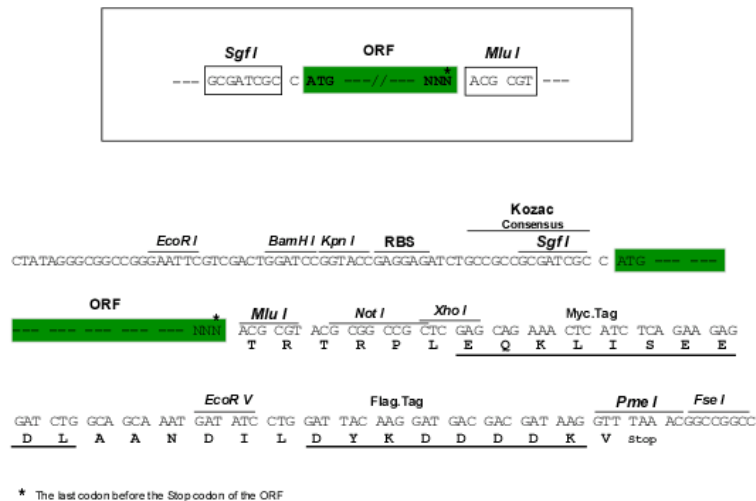 Sgf I ORF Mlu I
*
--- GCGATCGC C ATG ---//--- NNN ACG CGT ---
Kozac
Consensus
EcoR I BamH I Kpn I RBS Sgf I
CTATAGGGCGGCCGGGAATTCGTCGACTGGATCCGGTACCGAGGAGATCTGCCGCCGCGATCGC C ATG --- ---
ORF
* Mlu I Not I Xho I Myc.Tag
--- --- --- --- --- --- NNN ACG CGT ACG CGG CCG CTC GAG CAG AAA CTC ATC TCA GAA GAG
T R T R P L E Q K L I S E E
EcoR V Flag.Tag Pme I Fse I
GAT CTG GCA GCA AAT GAT ATC CTG GAT TAC AAG GAT GAC GAC GAT AAG GTT TAA ACGGCCGGCC
D L A A N D I L D Y K D D D D K V Stop
* The last codon before the Stop codon of the ORF